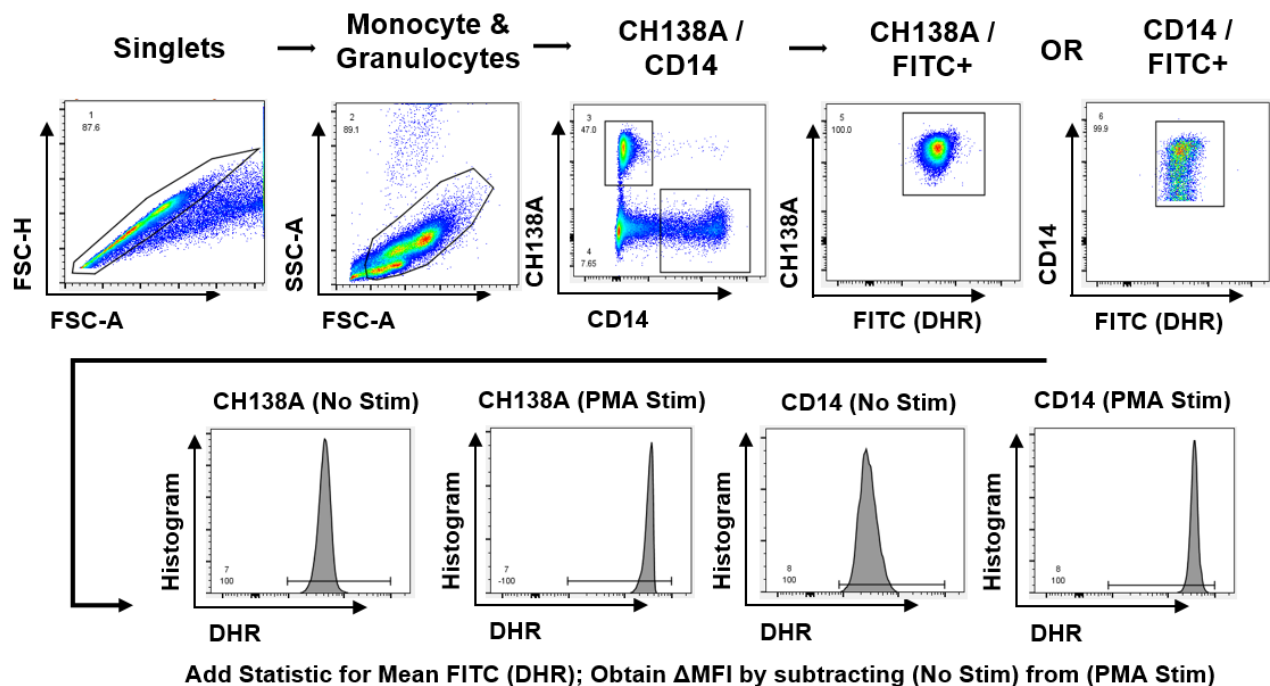 Singlets
Monocyte &
Granulocytes
CH138A /
CD14
CH138A /
FITC+
OR
CD14 /
FITC+
1
87.6
FSC-H
FSC-A
2
89.1
SSC-A
FSC-A
3
47.0
4
7.65
CH138A
CD14
5
100.0
CH138A
FITC (DHR)
6
99.9
CD14
FITC (DHR)
CH138A (No Stim)
Histogram
7
100
DHR
CH138A (PMA Stim)
Histogram
7
-100
DHR
CD14 (No Stim)
Histogram
8
100
DHR
CD14 (PMA Stim)
Histogram
8
100
DHR
Add Statistic for Mean FITC (DHR); Obtain ΔMFI by subtracting (No Stim) from (PMA Stim)